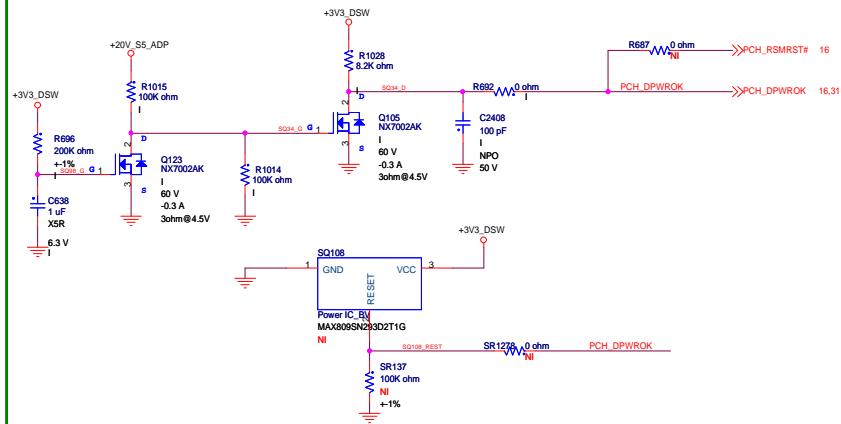 +3V3_DSW
+20V_S5_ADP
R1028
8.2K ohm
R687
0 ohm
NI
PCH_RSMRST# 16
R1015
100K ohm
I
SQ34_D
R692
0 ohm
I
PCH_DPWROK
PCH_DPWROK 16,31
+3V3_DSW
R696
200K ohm
+-1%
I
SQ98_G
G
1
D
2
3
S
Q123
NX7002AK
I
60 V
-0.3 A
3ohm@4.5V
SQ34_G
G
1
D
2
3
S
Q105
NX7002AK
I
60 V
-0.3 A
3ohm@4.5V
C2408
100 pF
I
NPO
50 V
R1014
100K ohm
I
C638
1 uF
X5R
6.3 V
I
+3V3_DSW
SQ108
1
GND
VCC
3
RESET
2
Power IC_BV
MAX809SN293D2T1G
NI
SQ108_REST
SR1278
0 ohm
NI
PCH_DPWROK
SR137
100K ohm
NI
+-1%